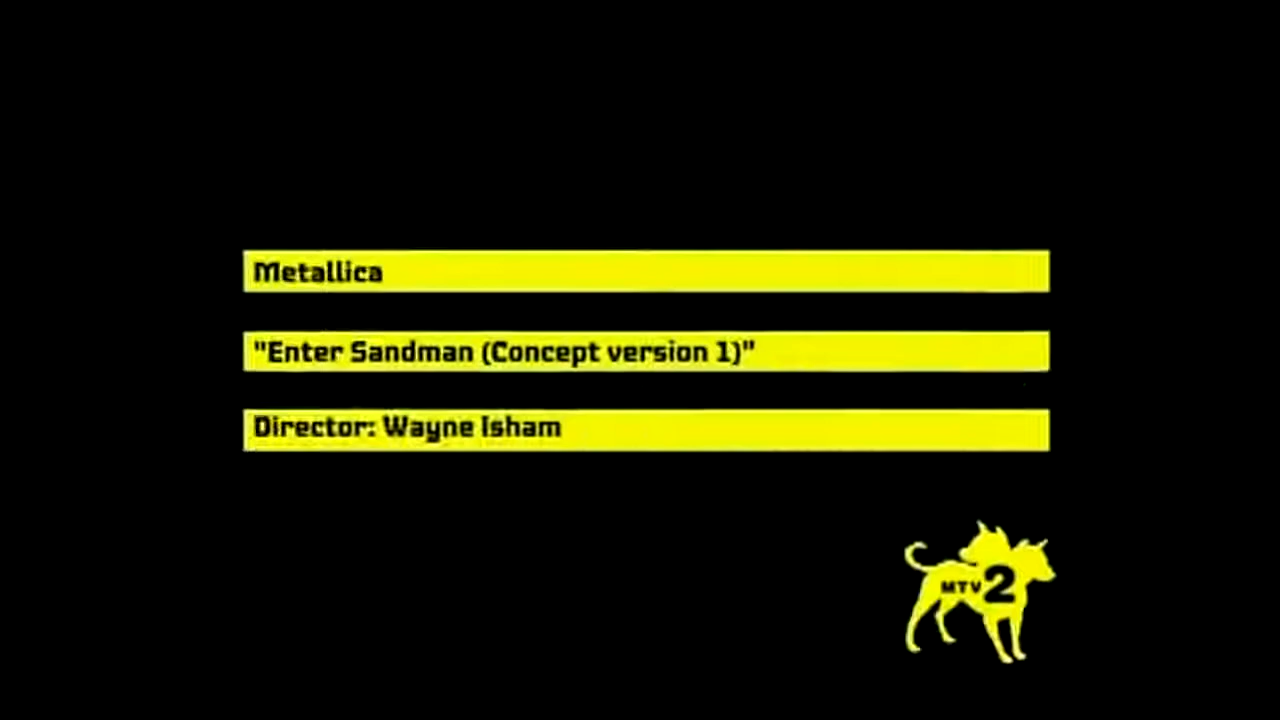 Metallica
"Enter Sandman (Concept version 1)"
Director: Wayne Isham
MTV2